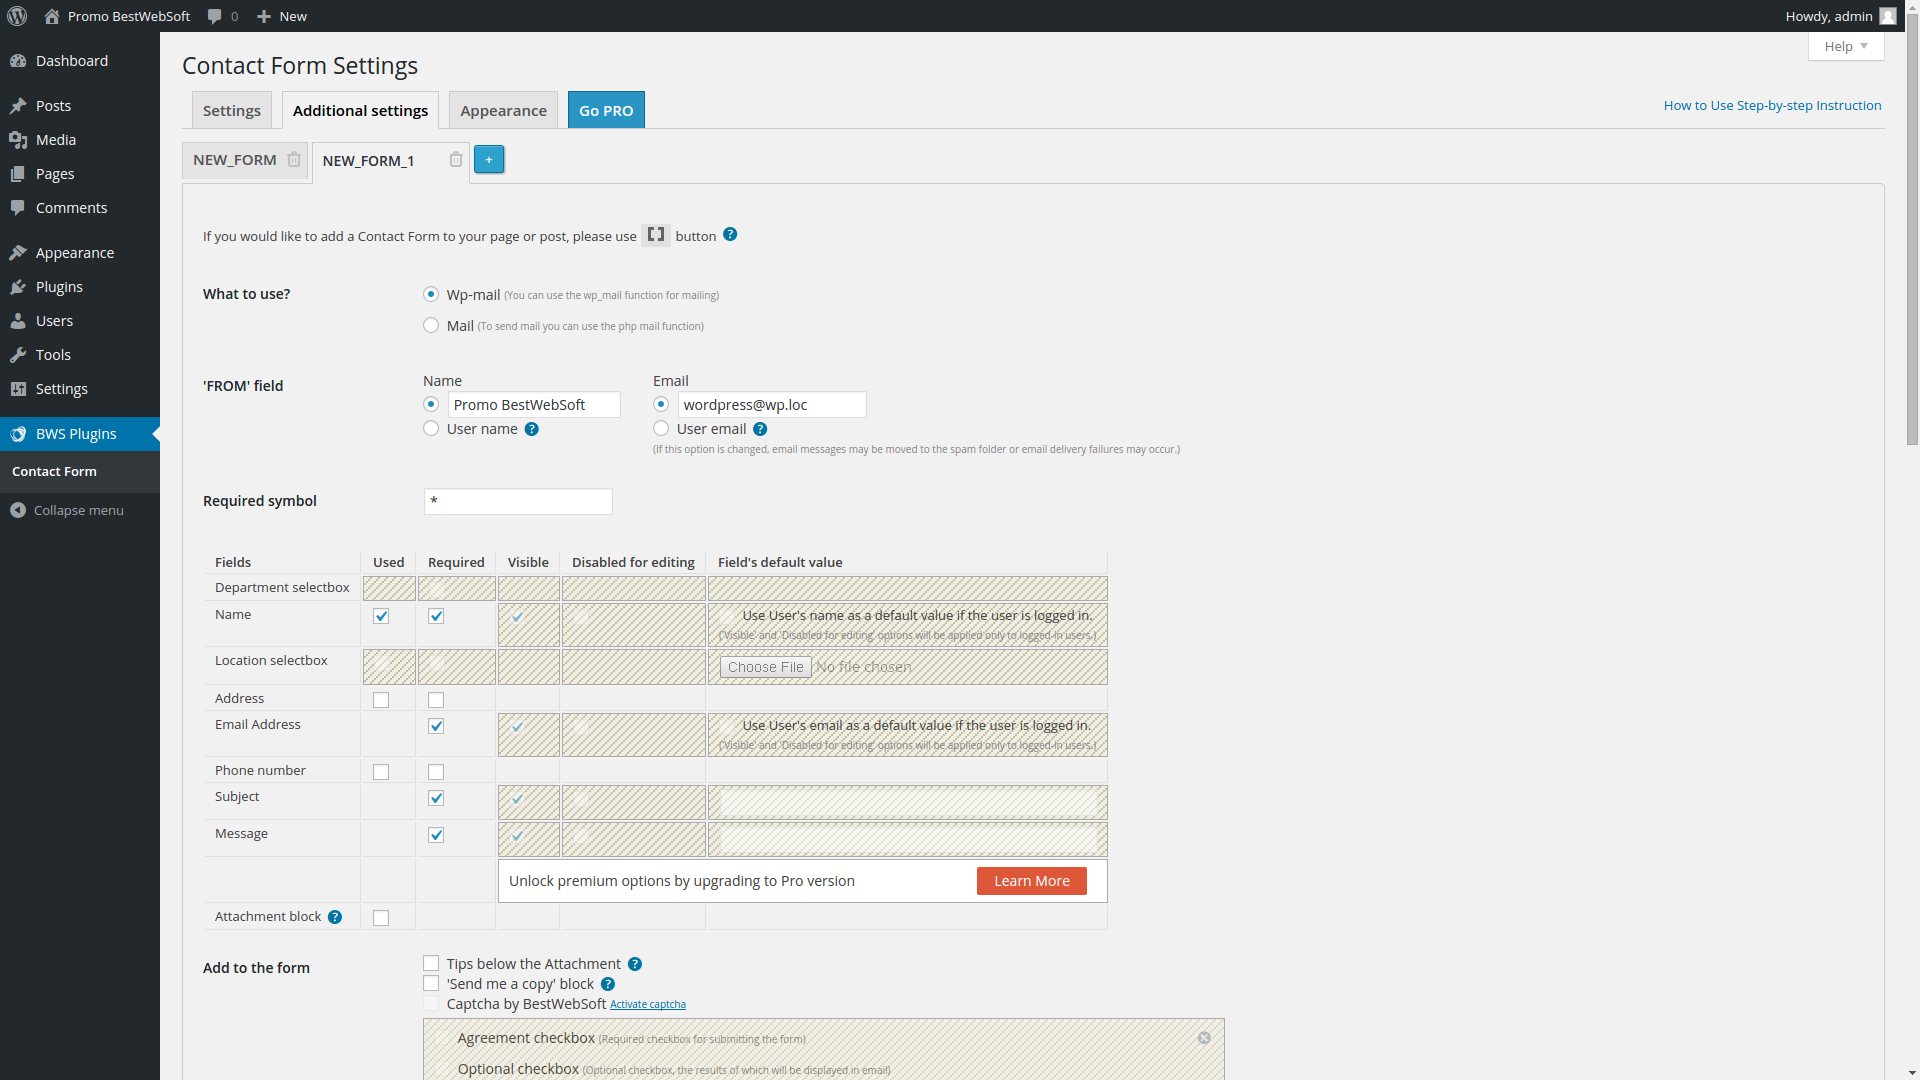 Promo BestWebSoft 0 + New Howdy, admin
Help
Dashboard
Posts
Media
Pages
Comments
Appearance
Plugins
Users
Tools
Settings
BWS Plugins
Contact Form
Collapse menu
Contact Form Settings
Settings Additional settings Appearance Go PRO How to Use Step-by-step Instruction
NEW_FORM NEW_FORM_1 +
If you would like to add a Contact Form to your page or post, please use [ ] button ?
What to use? Wp-mail (You can use the wp_mail function for mailing)
Mail (To send mail you can use the php mail function)
'FROM' field Name Email
Promo BestWebSoft wordpress@wp.loc
User name ? User email ?
(If this option is changed, email messages may be moved to the spam folder or email delivery failures may occur.)
Required symbol *
Fields Used Required Visible Disabled for editing Field's default value
Department selectbox
Name Use User's name as a default value if the user is logged in.
('Visible' and 'Disabled for editing' options will be applied only to logged-in users.)
Location selectbox Choose File No file chosen
Address
Email Address Use User's email as a default value if the user is logged in.
('Visible' and 'Disabled for editing' options will be applied only to logged-in users.)
Phone number
Subject
Message
Unlock premium options by upgrading to Pro version Learn More
Attachment block ?
Add to the form Tips below the Attachment ?
'Send me a copy' block ?
Captcha by BestWebSoft Activate captcha
Agreement checkbox (Required checkbox for submitting the form)
Optional checkbox (Optional checkbox, the results of which will be displayed in email)